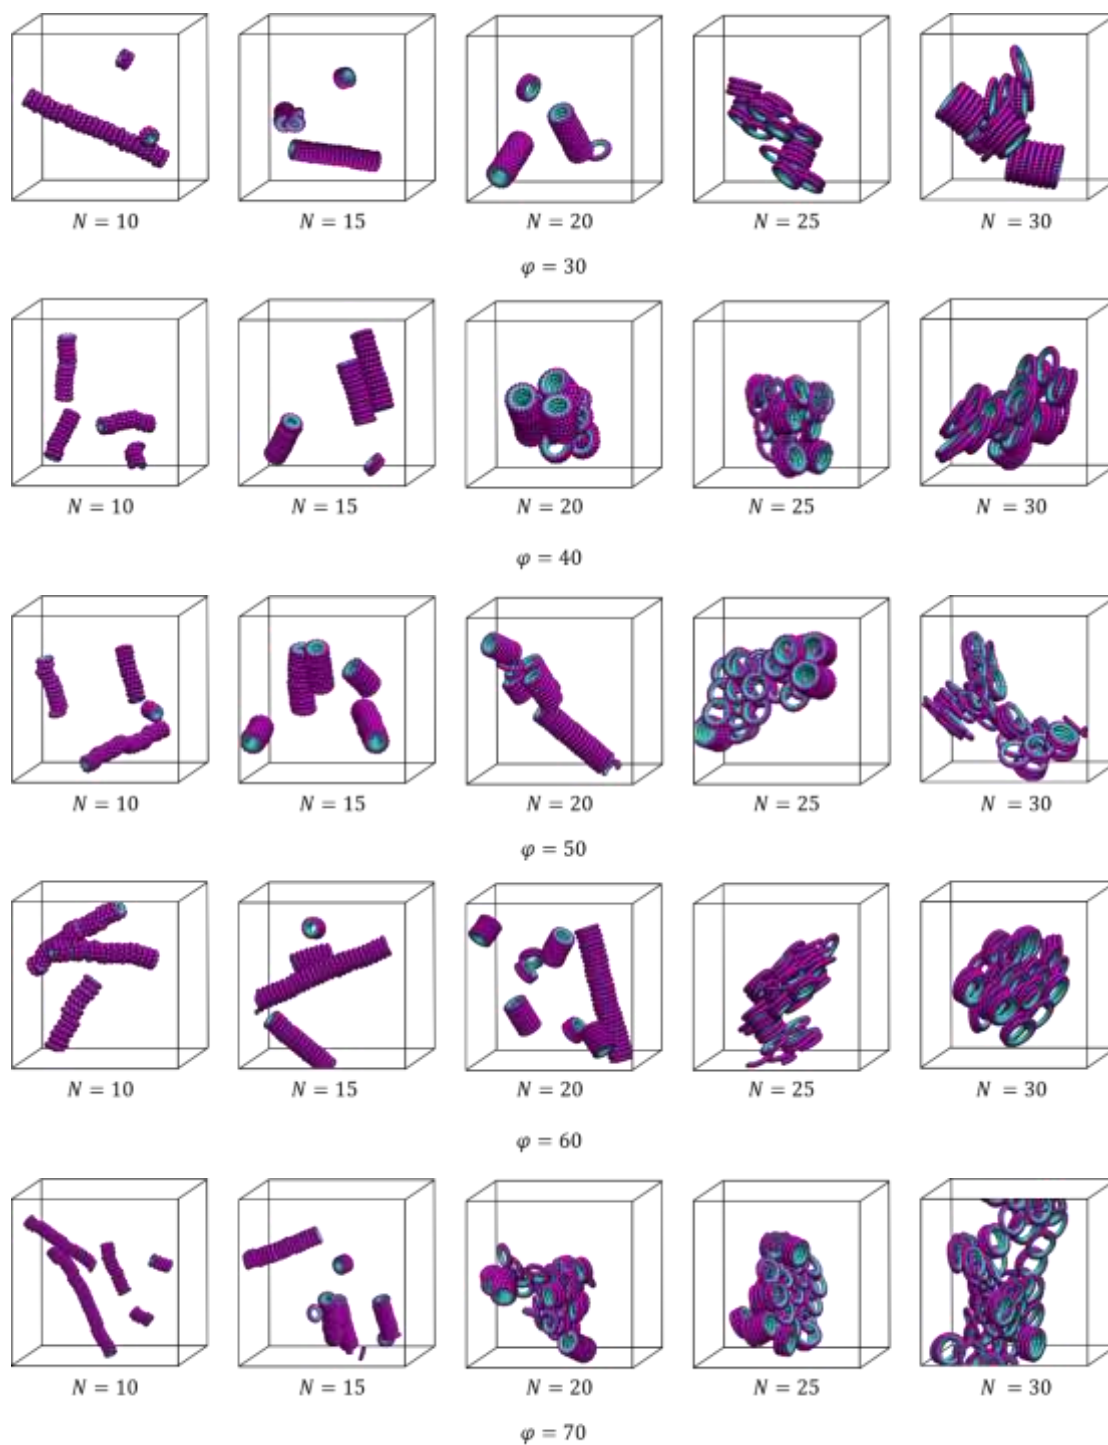 N = 10 N = 15 N = 20 N = 25 N = 30
φ = 30
N = 10 N = 15 N = 20 N = 25 N = 30
φ = 40
N = 10 N = 15 N = 20 N = 25 N = 30
φ = 50
N = 10 N = 15 N = 20 N = 25 N = 30
φ = 60
N = 10 N = 15 N = 20 N = 25 N = 30
φ = 70